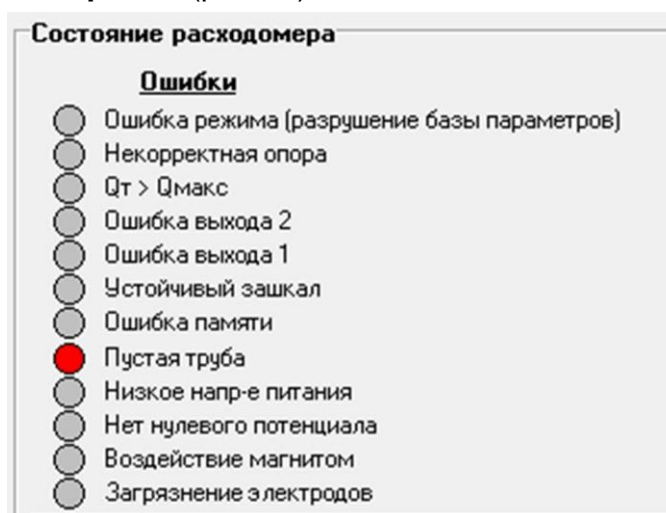 Состояние расходомера
Ошибки
Ошибка режима (разрушение базы параметров)
Некорректная опора
Qт > Qмакс
Ошибка выхода 2
Ошибка выхода 1
Устойчивый зашкал
Ошибка памяти
Пустая труба
Низкое напр-е питания
Нет нулевого потенциала
Воздействие магнитом
Загрязнение электродов